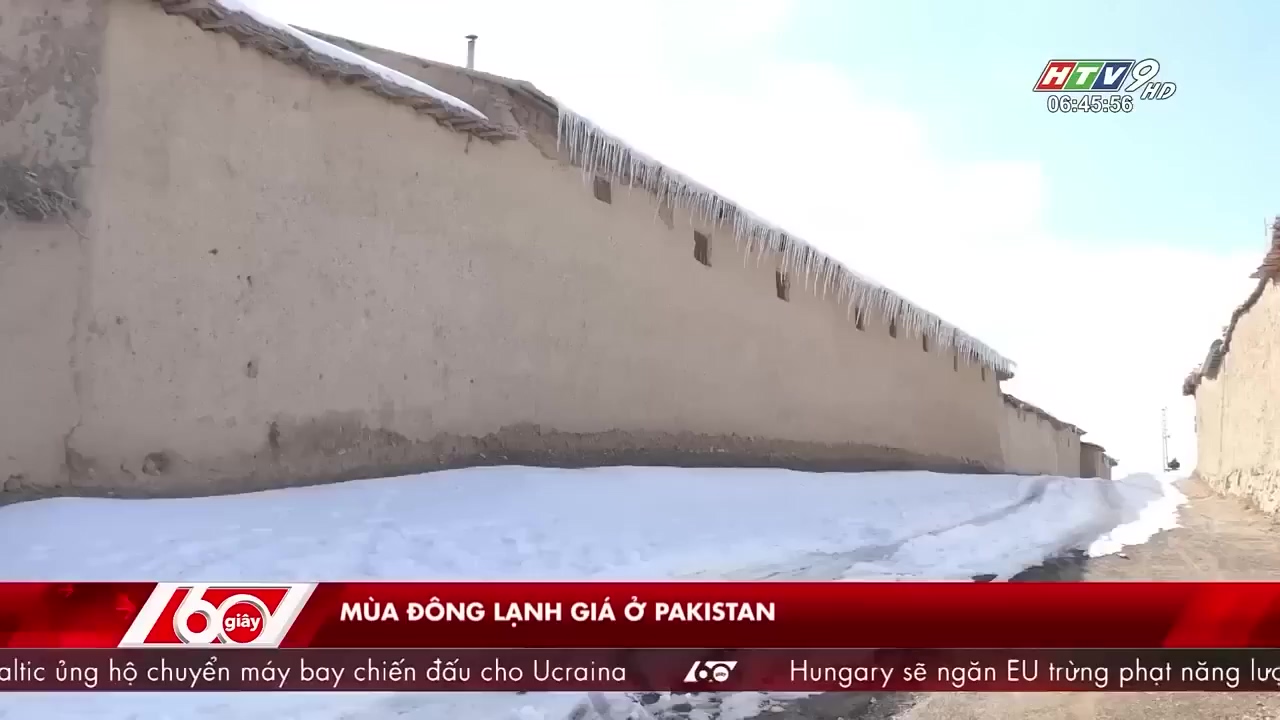 HTV9 HD
06:45:56
60 giây
MÙA ĐÔNG LẠNH GIÁ Ở PAKISTAN
altic ủng hộ chuyển máy bay chiến đấu cho Ucraina 60 giây Hungary sẽ ngăn EU trừng phạt năng lượ